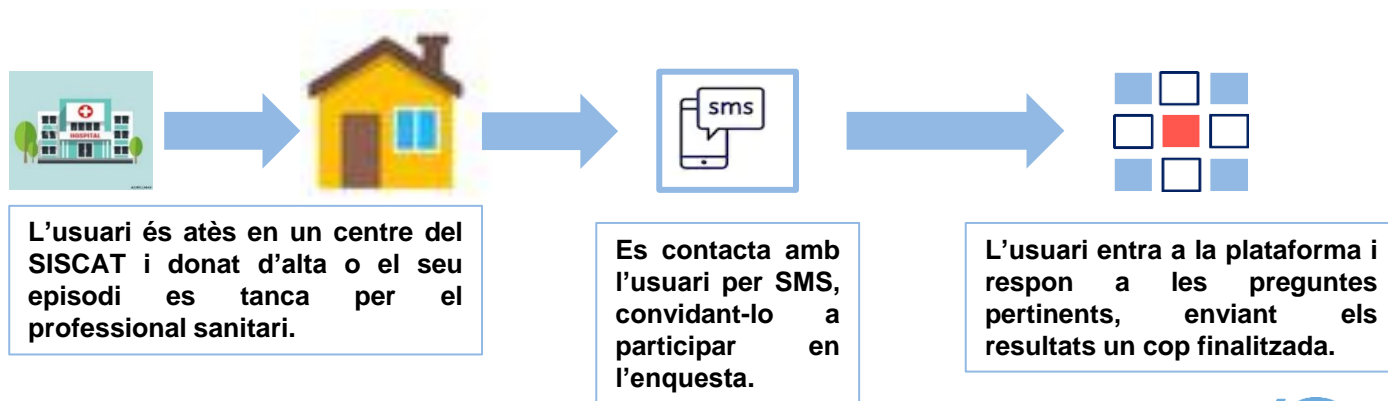 HOSPITAL
sms
L’usuari és atès en un centre del
SISCAT i donat d’alta o el seu
episodi es tanca per el
professional sanitari.
Es contacta amb
l’usuari per SMS,
convidant-lo a
participar en
l’enquesta.
L’usuari entra a la plataforma i
respon a les preguntes
pertinents, enviant els
resultats un cop finalitzada.